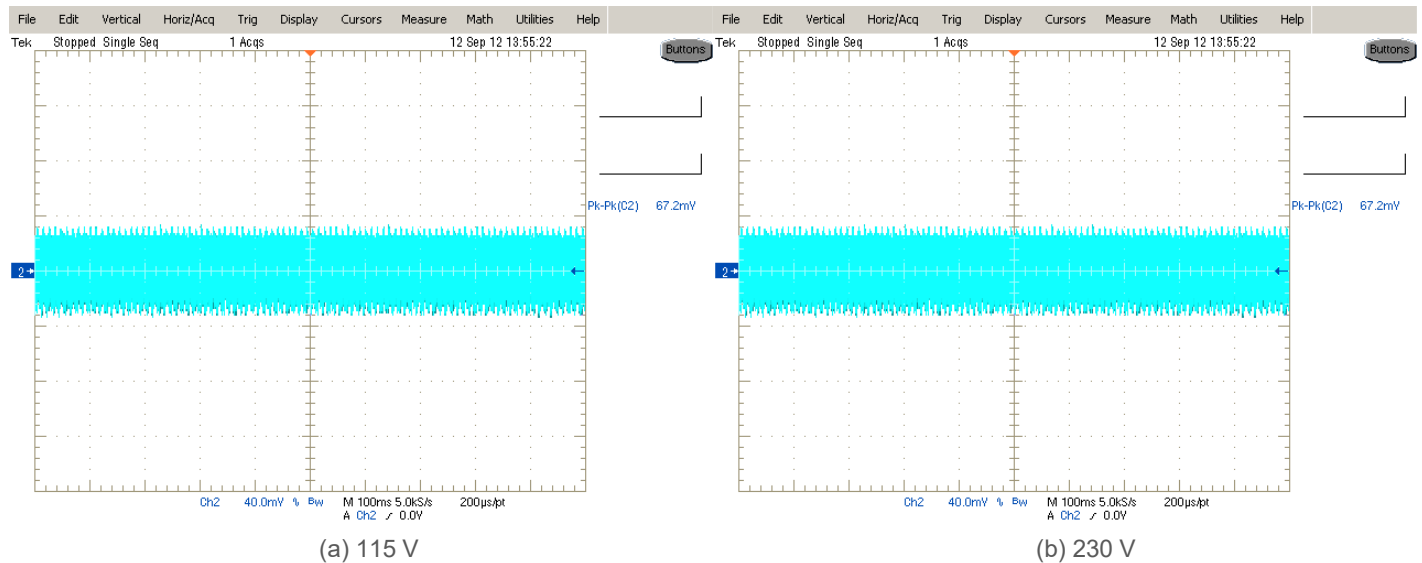 File Edit Vertical Horiz/Acq Trig Display Cursors Measure Math Utilities Help
Tek Stopped Single Seq 1 Acqs 12 Sep 12 13:55:22
Buttons
Pk-Pk(C2) 67.2mV
2
Ch2 40.0mV % Bw M 100ms 5.0kS/s 200µs/pt
A Ch2 ∕ 0.0V
(a) 115 V
File Edit Vertical Horiz/Acq Trig Display Cursors Measure Math Utilities Help
Tek Stopped Single Seq 1 Acqs 12 Sep 12 13:55:22
Buttons
Pk-Pk(C2) 67.2mV
2
Ch2 40.0mV % Bw M 100ms 5.0kS/s 200µs/pt
A Ch2 ∕ 0.0V
(b) 230 V